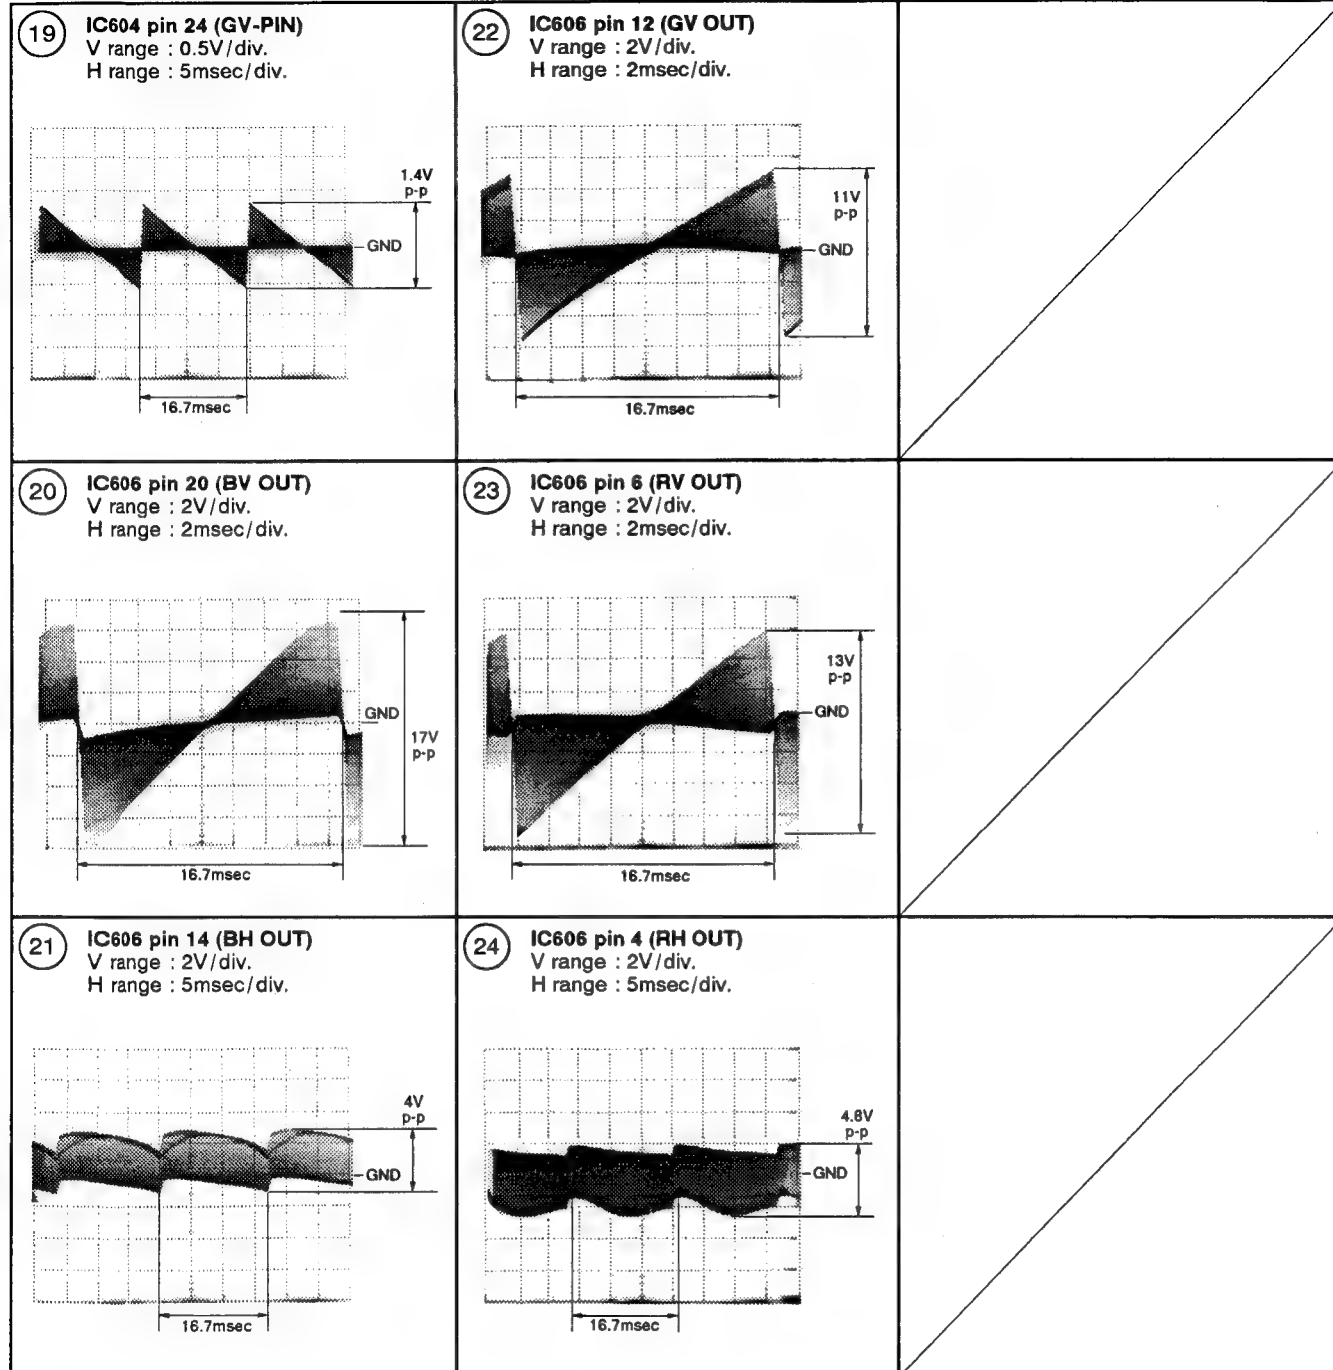 19
IC604 pin 24 (GV-PIN)
V range : 0.5V/div.
H range : 5msec/div.
1.4V
p-p
GND
16.7msec
22
IC606 pin 12 (GV OUT)
V range : 2V/div.
H range : 2msec/div.
11V
p-p
GND
16.7msec
20
IC606 pin 20 (BV OUT)
V range : 2V/div.
H range : 2msec/div.
GND
17V
p-p
16.7msec
23
IC606 pin 6 (RV OUT)
V range : 2V/div.
H range : 2msec/div.
13V
p-p
GND
16.7msec
21
IC606 pin 14 (BH OUT)
V range : 2V/div.
H range : 5msec/div.
4V
p-p
GND
16.7msec
24
IC606 pin 4 (RH OUT)
V range : 2V/div.
H range : 5msec/div.
4.8V
p-p
GND
16.7msec